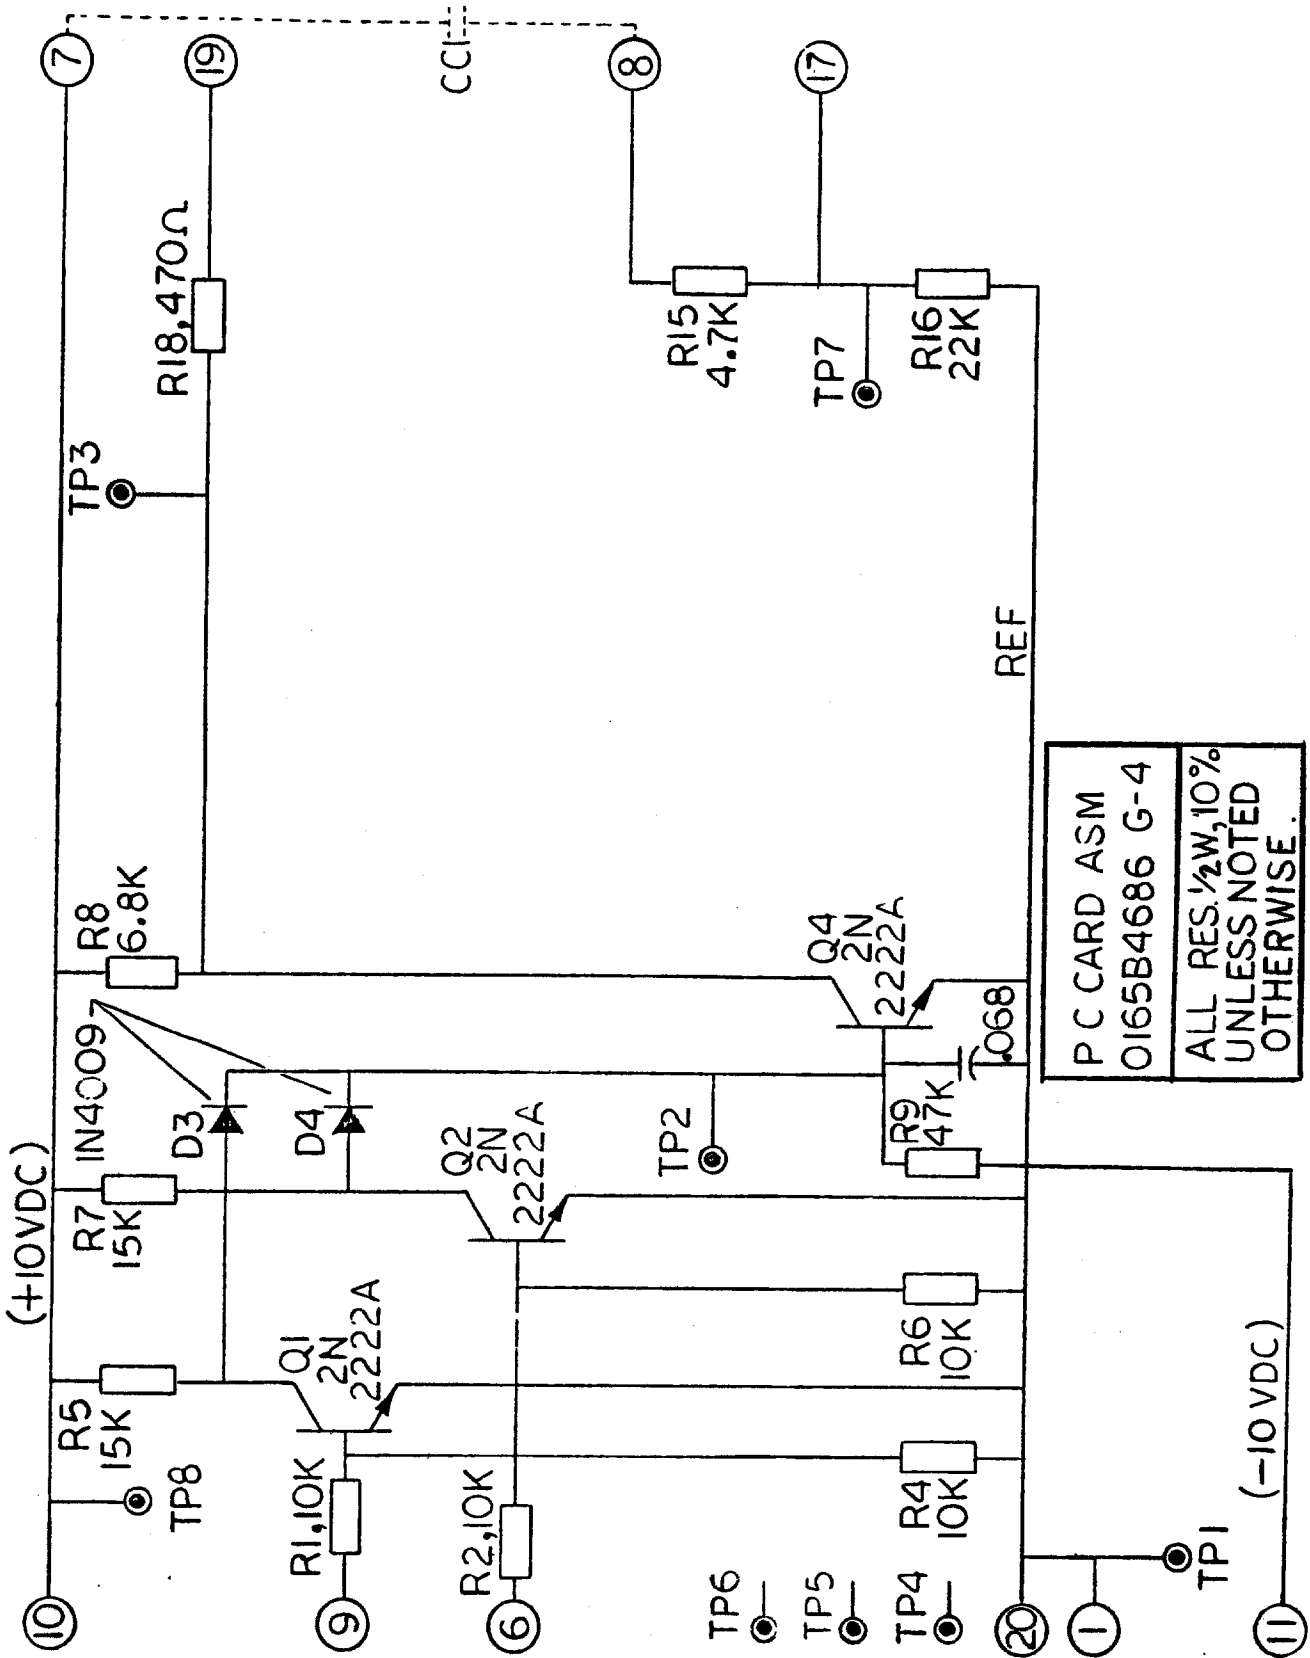 7
19
CCI
8
17
R18,470Ω
TP3
R15
4.7K
TP7
R16
22K
REF
R8
6.8K
IN4009
D3
D4
Q4
2N
2222A
.068
R9
47K
TP2
Q2
2N
2222A
(+10VDC)
R7
15K
R5
15K
Q1
2N
2222A
R6
10K
R4
10K
TP8
R1,10K
R2,10K
TP6
TP5
TP4
10
9
6
20
1
11
TP1
(-10VDC)
P C CARD ASM
0165B4686 G-4
ALL RES. ½W,10%
UNLESS NOTED
OTHERWISE.